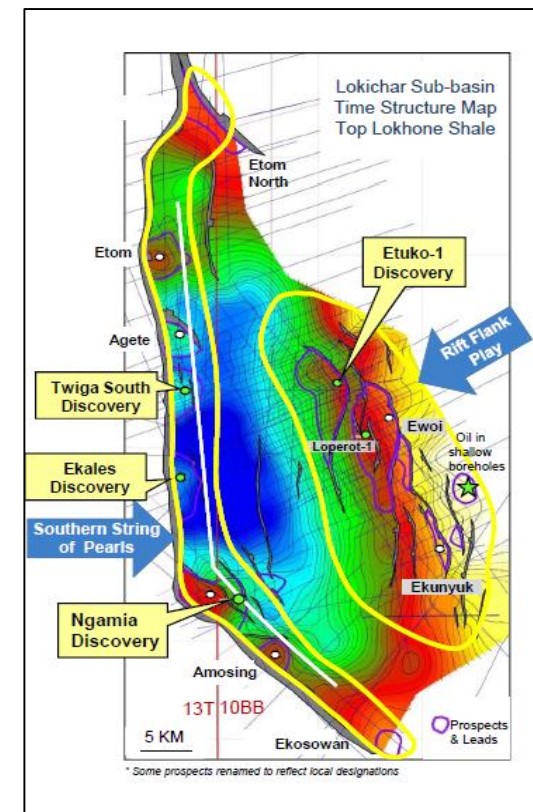 Lokichar Sub-basin
Time Structure Map
Top Lokhone Shale
Etom
North
Etom
Etuko-1
Discovery
Agete
Rift Flank
Play
Twiga South
Discovery
Ewoi
Loperot-1
Oil in
shallow
boreholes
Ekales
Discovery
Southern String
of Pearls
Ekunyuk
Ngamia
Discovery
Amosing
13T 10BB
Prospects
& Leads
5 KM
Ekosowan
* Some prospects renamed to reflect local designations